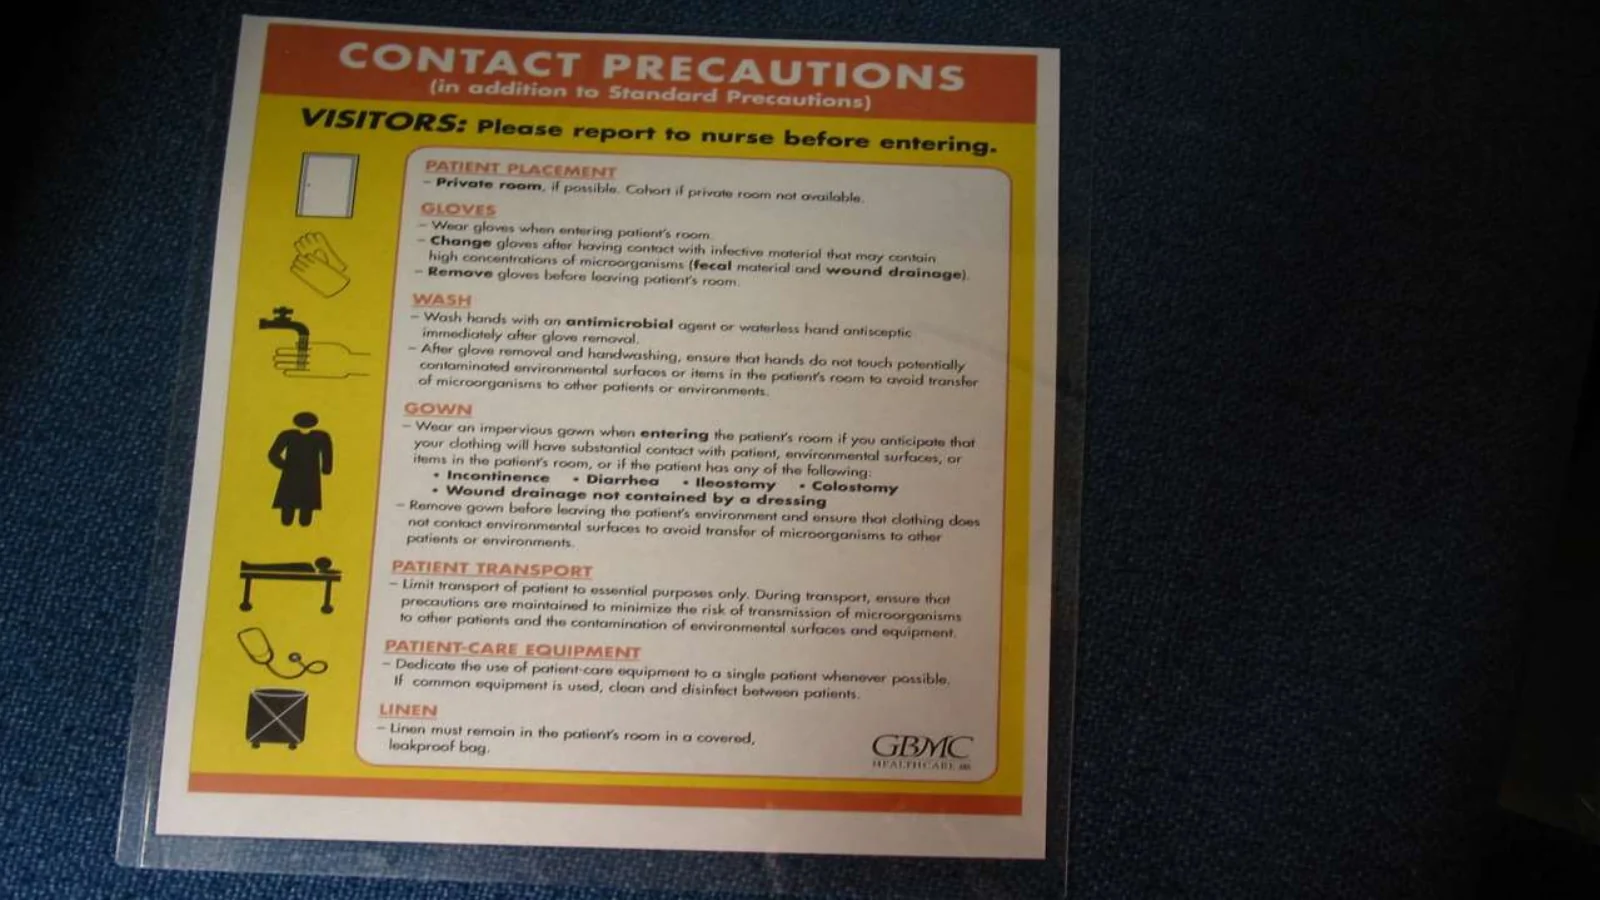 CONTACT PRECAUTIONS
(in addition to Standard Precautions)
VISITORS: Please report to nurse before entering.
PATIENT PLACEMENT
– Private room, if possible. Cohort if private room not available.
GLOVES
– Wear gloves when entering patient's room.
– Change gloves after having contact with infective material that may contain
high concentrations of microorganisms (fecal material and wound drainage).
– Remove gloves before leaving patient's room.
WASH
– Wash hands with an antimicrobial agent or waterless hand antiseptic
immediately after glove removal.
– After glove removal and handwashing, ensure that hands do not touch potentially
contaminated environmental surfaces or items in the patient's room to avoid transfer
of microorganisms to other patients or environments.
GOWN
– Wear an impervious gown when entering the patient's room if you anticipate that
your clothing will have substantial contact with patient, environmental surfaces, or
items in the patient's room, or if the patient has any of the following:
• Incontinence • Diarrhea • Ileostomy • Colostomy
• Wound drainage not contained by a dressing
– Remove gown before leaving the patient's environment and ensure that clothing does
not contact environmental surfaces to avoid transfer of microorganisms to other
patients or environments.
PATIENT TRANSPORT
– Limit transport of patient to essential purposes only. During transport, ensure that
precautions are maintained to minimize the risk of transmission of microorganisms
to other patients and the contamination of environmental surfaces and equipment.
PATIENT-CARE EQUIPMENT
– Dedicate the use of patient-care equipment to a single patient whenever possible.
If common equipment is used, clean and disinfect between patients.
LINEN
– Linen must remain in the patient's room in a covered,
leakproof bag.
GBMC
HEALTHCARE